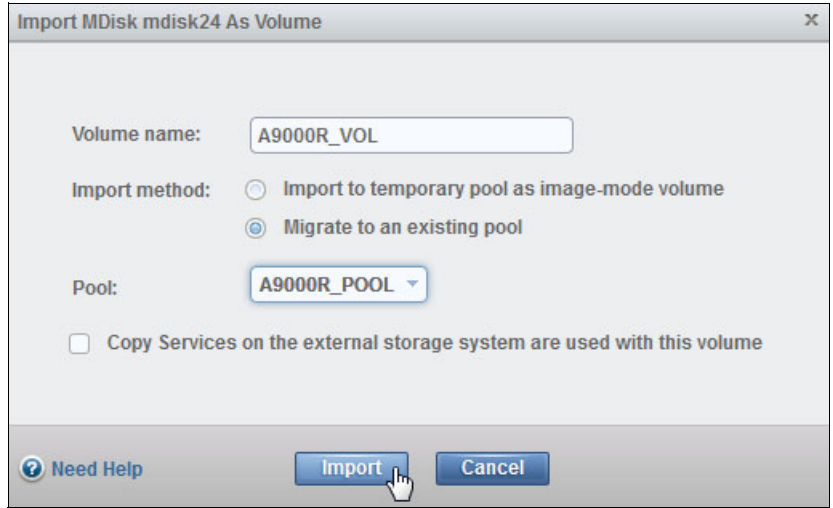 Import MDisk mdisk24 As Volume x
Volume name: A9000R_VOL
Import method: Import to temporary pool as image-mode volume
Migrate to an existing pool
Pool: A9000R_POOL
Copy Services on the external storage system are used with this volume
? Need Help Import Cancel